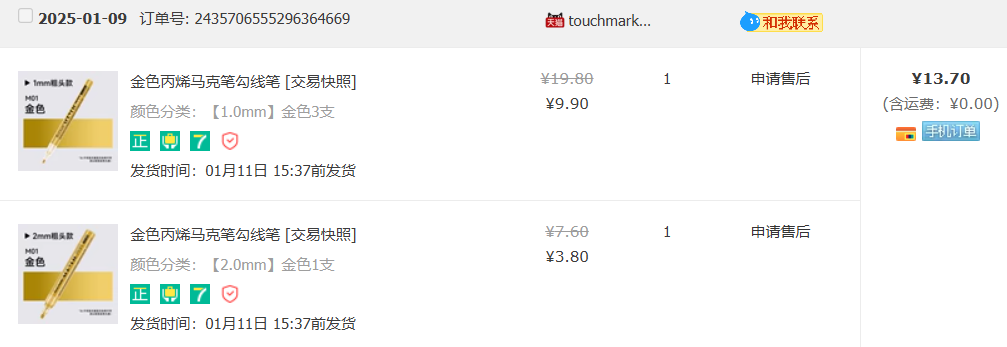 2025-01-09 订单号: 2435706555296364669 天猫 touchmark... 和我联系
1mm粗头款
M01
金色
金色丙烯马克笔勾线笔 [交易快照]
颜色分类：【1.0mm】金色3支
正 7
发货时间：01月11日 15:37前发货
¥19.80
¥9.90
1
申请售后
¥13.70
(含运费：¥0.00)
手机订单
2mm粗头款
M01
金色
金色丙烯马克笔勾线笔 [交易快照]
颜色分类：【2.0mm】金色1支
正 7
发货时间：01月11日 15:37前发货
¥7.60
¥3.80
1
申请售后